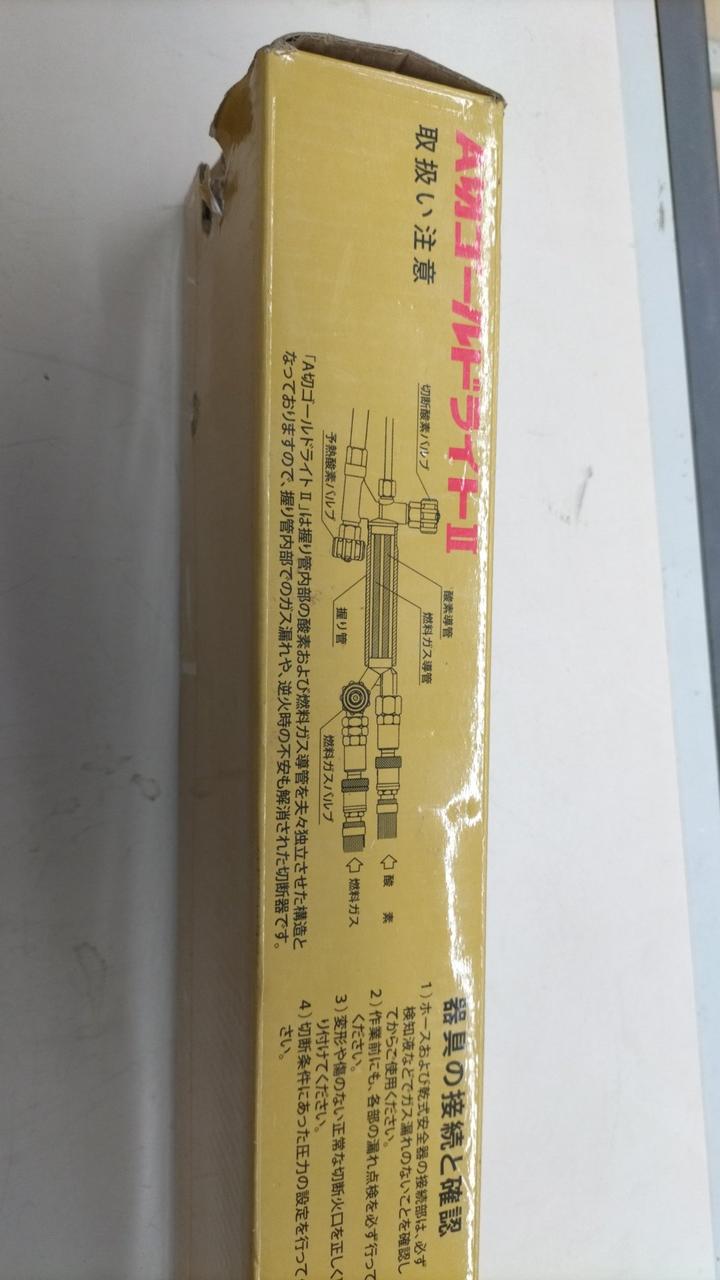 A切ゴールドライトⅡ
取扱い注意
切断酸素バルブ
予熱酸素バルブ
酸素導管
燃料ガス導管
握り管
燃料ガスバルブ
酸素
燃料ガス
「A切ゴールドライトⅡ」は握り管内部の酸素および燃料ガス導管を夫々独立させた構造と
なっておりますので、握り管内部でのガス漏れや、逆火時の不安も解消された切断器です。
器具の接続と確認
1）ホースおよび乾式安全器の接続部は、必ず
検知液などでガス漏れのないことを確認し
てからご使用ください。
2）作業前にも、各部の漏れ点検を必ず行って
ください。
3）変形や傷のない正常な切断火口を正しく
り付けてください。
4）切断条件にあった圧力の設定を行って
さい。